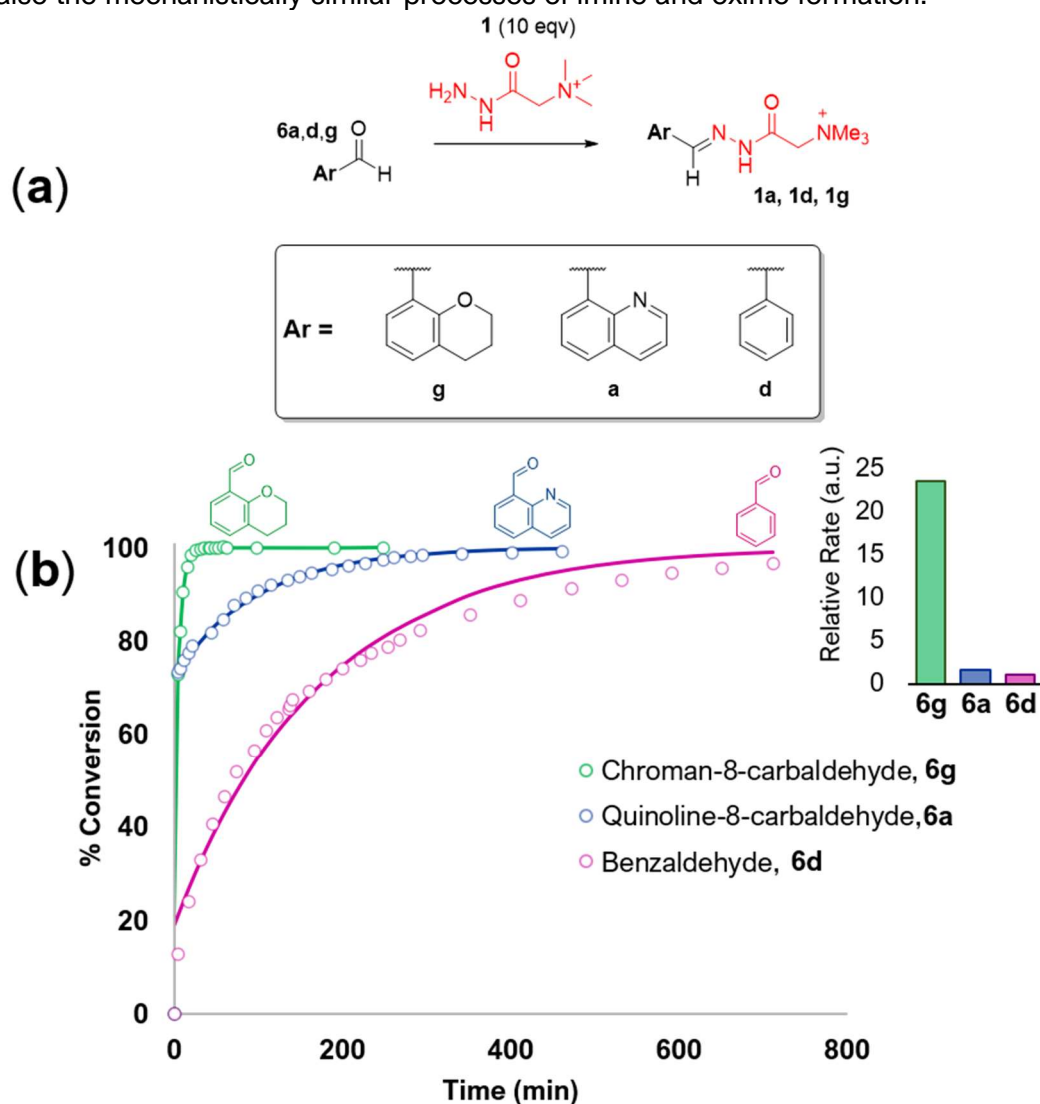 also the mechanistically similar processes of imine and oxime formation.
1 (10 eqv)
O
H2N N H N+
6a,d,g O
Ar H
(a)
Ar N N H O + NMe3
H
1a, 1d, 1g
Ar =
O
N
g a d
(b)
O O
O N
O
100
80
60
40
20
0
% Conversion
0 200 400 600 800
Time (min)
Relative Rate (a.u.)
25
20
15
10
5
0
6g 6a 6d
Chroman-8-carbaldehyde, 6g
Quinoline-8-carbaldehyde,6a
Benzaldehyde, 6d